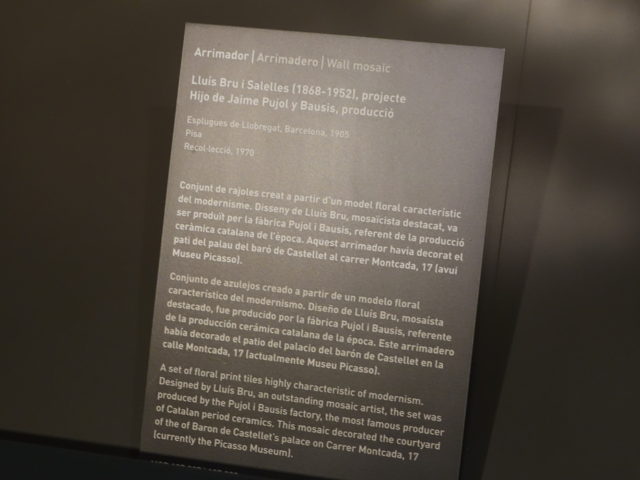 Arrimador | Arrimadero | Wall mosaic
Lluís Bru i Salelles (1868-1952), projecte
Hijo de Jaime Pujol y Bausis, producció
Esplugues de Llobregat, Barcelona, 1905
Pisa
Recol·lecció, 1970
Conjunt de rajoles creat a partir d'un model floral característic
del modernisme. Disseny de Lluís Bru, mosaïcista destacat, va
ser produït per la fàbrica Pujol i Bausis, referent de la producció
ceràmica catalana de l'època. Aquest arrimador havia decorat el
pati del palau del baró de Castellet al carrer Montcada, 17 (avui
Museu Picasso).
Conjunto de azulejos creado a partir de un modelo floral
característico del modernismo. Diseño de Lluís Bru, mosaísta
destacado, fue producido por la fàbrica Pujol i Bausis, referente
de la producción cerámica catalana de la época. Este arrimadero
había decorado el patio del palacio del barón de Castellet en la
calle Montcada, 17 (actualmente Museu Picasso).
A set of floral print tiles highly characteristic of modernism.
Designed by Lluís Bru, an outstanding mosaic artist, the set was
produced by the Pujol i Bausis factory, the most famous producer
of Catalan period ceramics. This mosaic decorated the courtyard
of the of Baron de Castellet's palace on Carrer Montcada, 17
(currently the Picasso Museum).